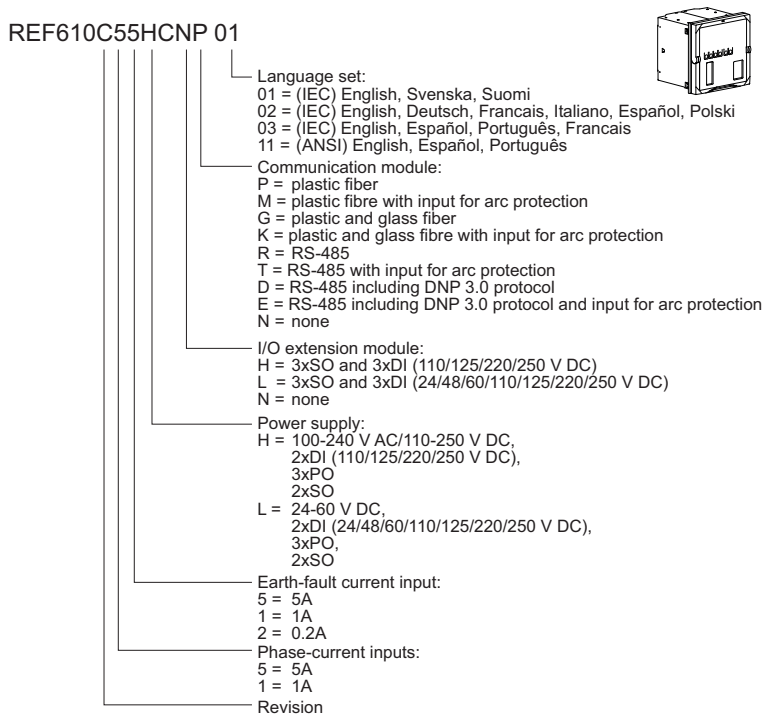 REF610C55HCNP 01
Language set:
01 = (IEC) English, Svenska, Suomi
02 = (IEC) English, Deutsch, Francais, Italiano, Español, Polski
03 = (IEC) English, Español, Português, Francais
11 = (ANSI) English, Español, Português
Communication module:
P = plastic fiber
M = plastic fibre with input for arc protection
G = plastic and glass fiber
K = plastic and glass fibre with input for arc protection
R = RS-485
T = RS-485 with input for arc protection
D = RS-485 including DNP 3.0 protocol
E = RS-485 including DNP 3.0 protocol and input for arc protection
N = none
I/O extension module:
H = 3xSO and 3xDI (110/125/220/250 V DC)
L = 3xSO and 3xDI (24/48/60/110/125/220/250 V DC)
N = none
Power supply:
H = 100-240 V AC/110-250 V DC,
2xDI (110/125/220/250 V DC),
3xPO
2xSO
L = 24-60 V DC,
2xDI (24/48/60/110/125/220/250 V DC),
3xPO,
2xSO
Earth-fault current input:
5 = 5A
1 = 1A
2 = 0.2A
Phase-current inputs:
5 = 5A
1 = 1A
Revision